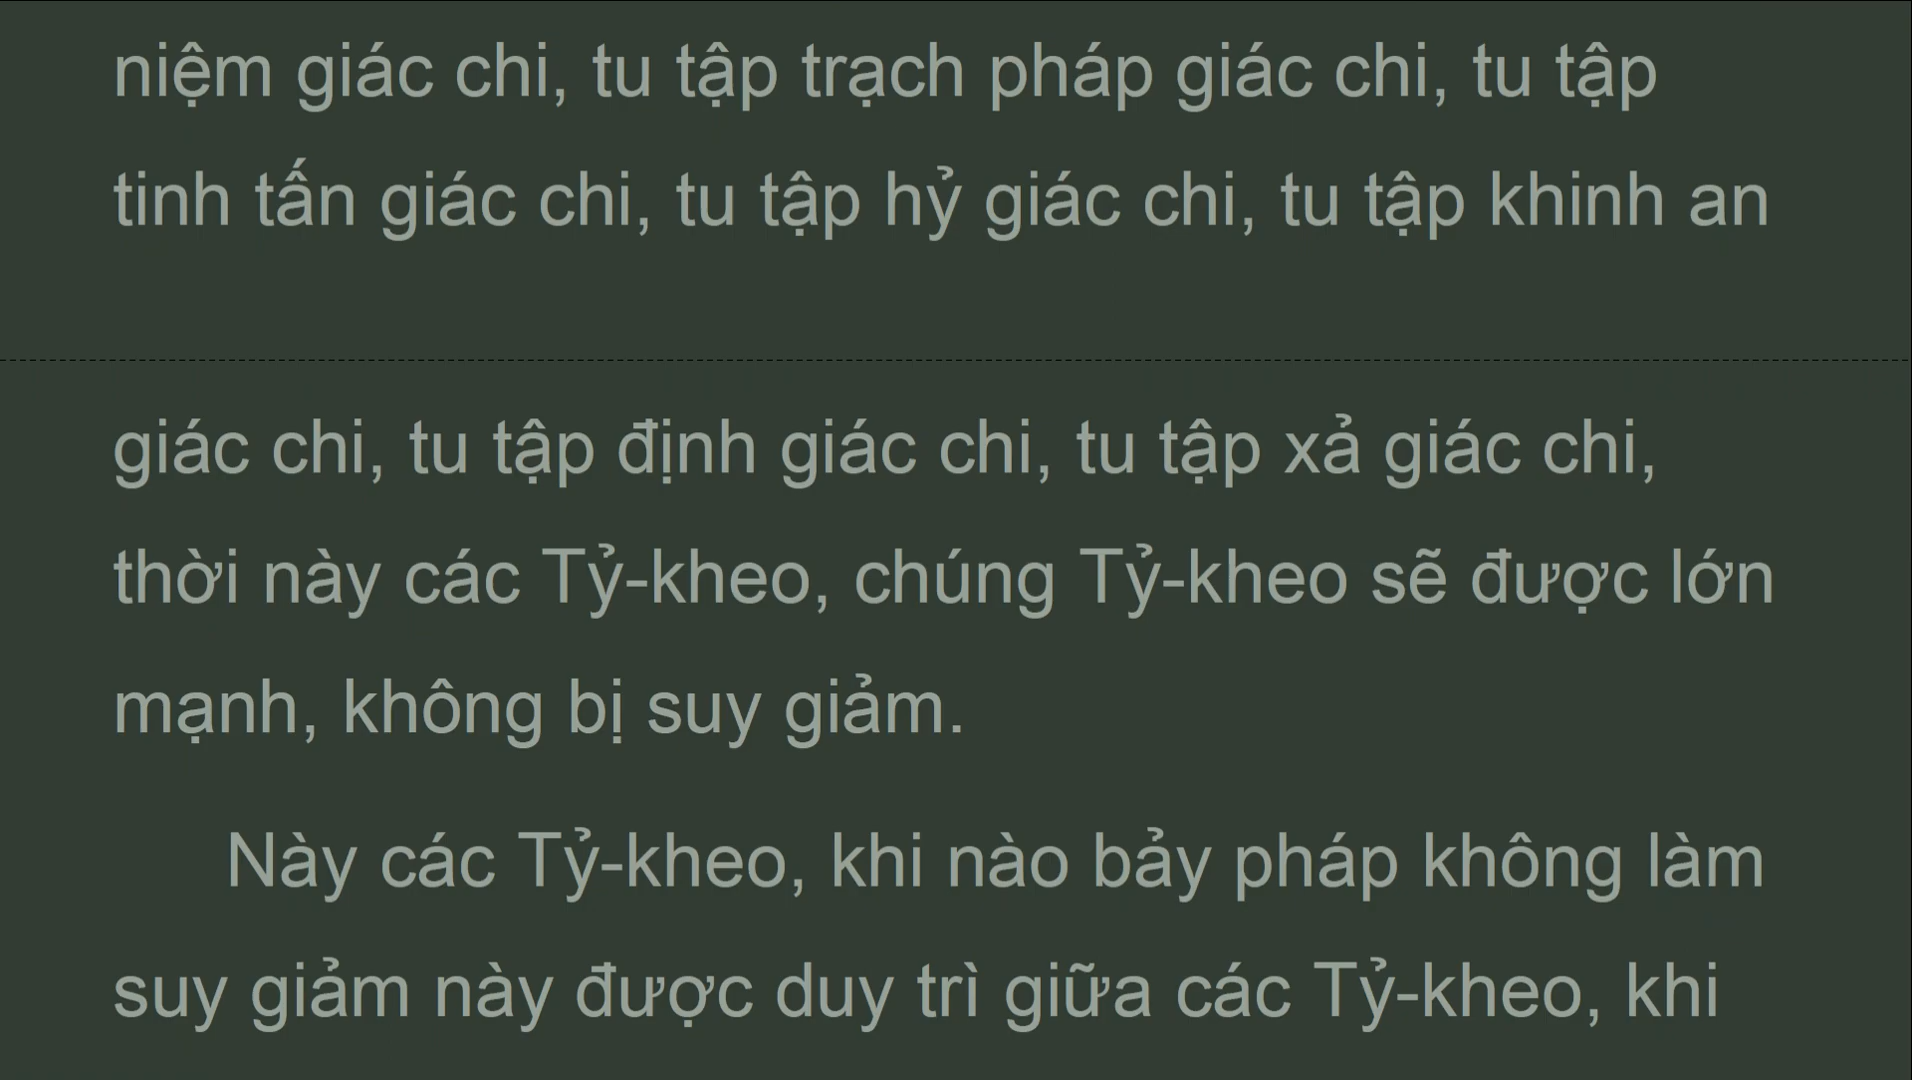 niệm giác chi, tu tập trạch pháp giác chi, tu tập
tinh tấn giác chi, tu tập hỷ giác chi, tu tập khinh an
giác chi, tu tập định giác chi, tu tập xả giác chi,
thời này các Tỷ-kheo, chúng Tỷ-kheo sẽ được lớn
mạnh, không bị suy giảm.
Này các Tỷ-kheo, khi nào bảy pháp không làm
suy giảm này được duy trì giữa các Tỷ-kheo, khi